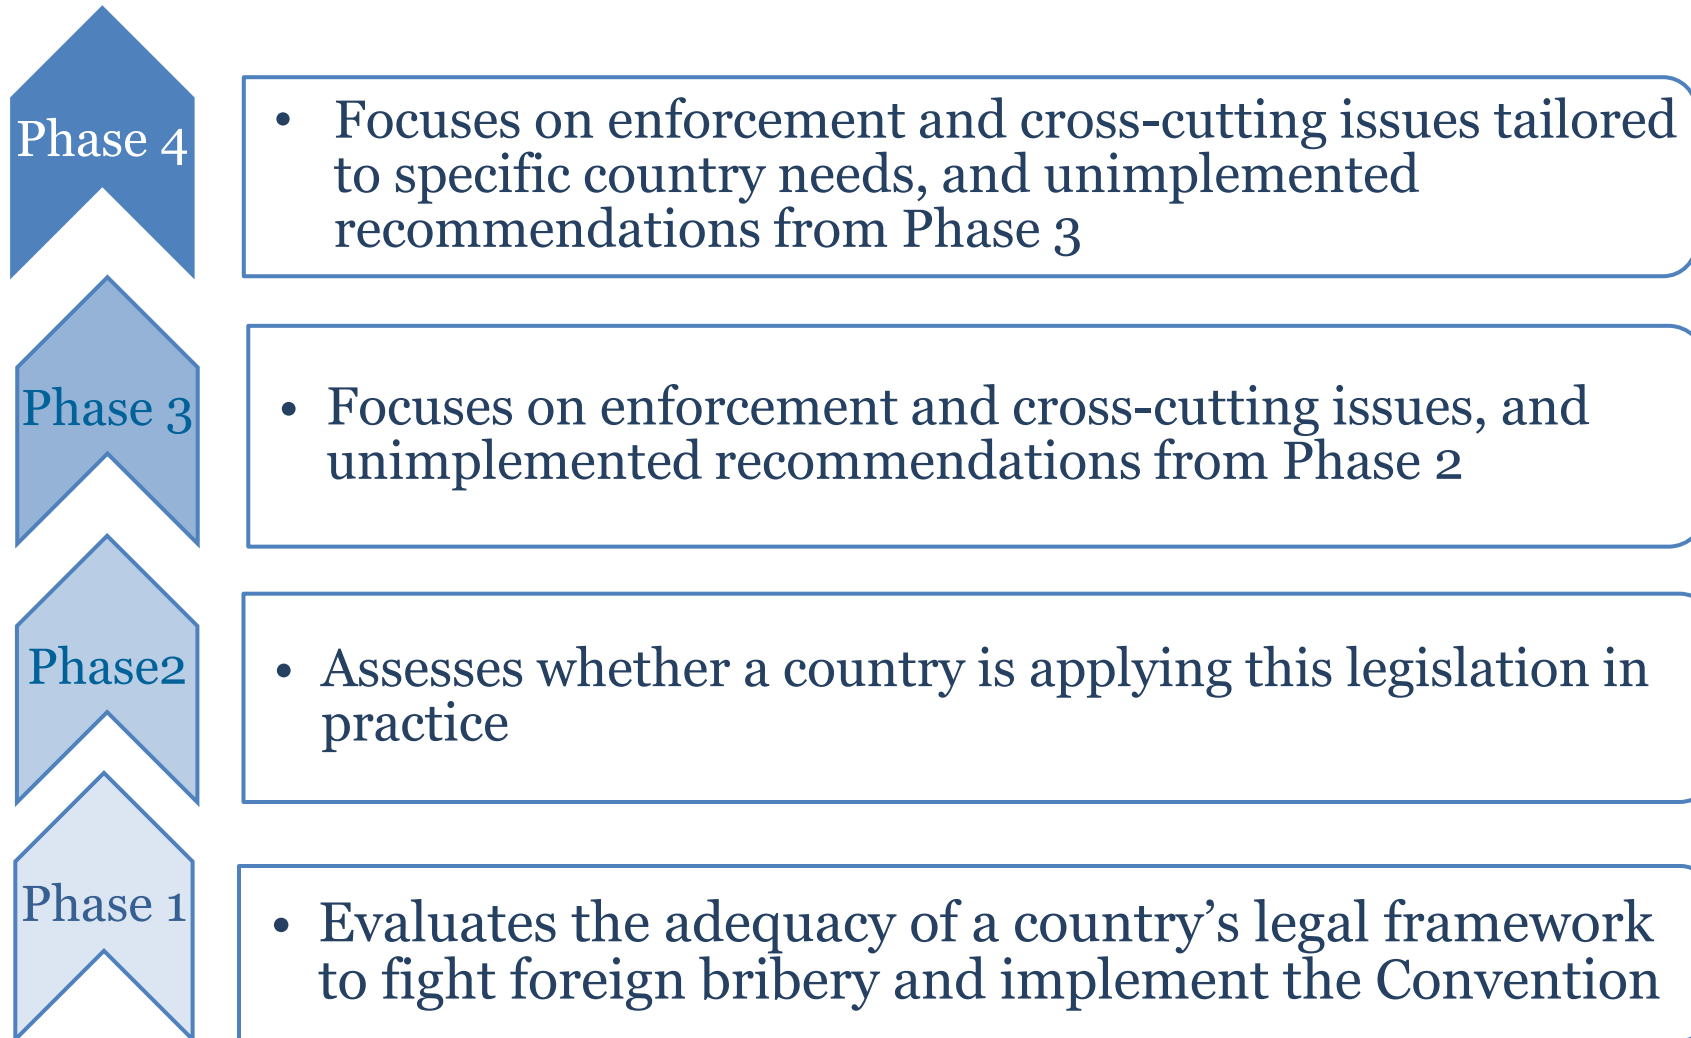 Phase 4
• Focuses on enforcement and cross-cutting issues tailored
to specific country needs, and unimplemented
recommendations from Phase 3
Phase 3
• Focuses on enforcement and cross-cutting issues, and
unimplemented recommendations from Phase 2
Phase2
• Assesses whether a country is applying this legislation in
practice
Phase 1
• Evaluates the adequacy of a country’s legal framework
to fight foreign bribery and implement the Convention